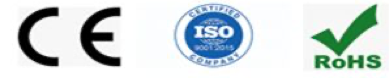 CE
CERTIFIED
ISO
9001:2015
COMPANY
RoHS